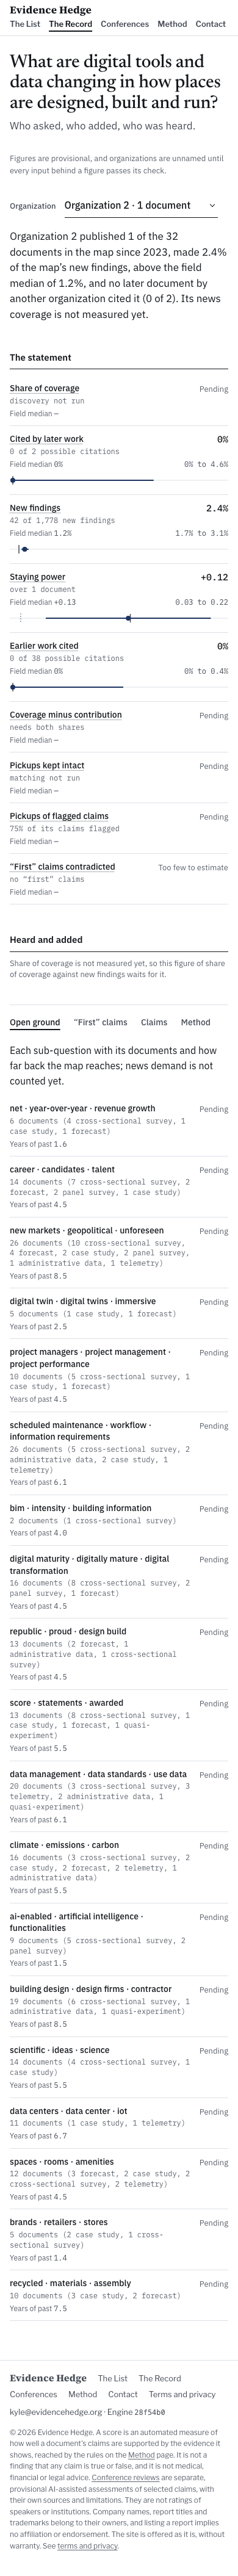 Evidence Hedge
The List The Record Conferences Method Contact
What are digital tools and
data changing in how places
are designed, built and run?
Who asked, who added, who was heard.
Figures are provisional, and organizations are unnamed until
every input behind a figure passes its check.
Organization Organization 2 · 1 document
Organization 2 published 1 of the 32
documents in the map since 2023, made 2.4%
of the map's new findings, above the field
median of 1.2%, and no later document by
another organization cited it (0 of 2). Its news
coverage is not measured yet.
The statement
Share of coverage Pending
discovery not run
Field median –
Cited by later work 0%
0 of 2 possible citations
Field median 0% 0% to 4.6%
New findings 2.4%
42 of 1,778 new findings
Field median 1.2% 1.7% to 3.1%
Staying power +0.12
over 1 document
Field median +0.13 0.03 to 0.22
Earlier work cited 0%
0 of 38 possible citations
Field median 0% 0% to 0.4%
Coverage minus contribution Pending
needs both shares
Field median –
Pickups kept intact Pending
matching not run
Field median –
Pickups of flagged claims Pending
75% of its claims flagged
Field median –
“First” claims contradicted Too few to estimate
no “first” claims
Field median –
Heard and added
Share of coverage is not measured yet, so this figure of share
of coverage against new findings waits for it.
Open ground “First” claims Claims Method
Each sub-question with its documents and how
far back the map reaches; news demand is not
counted yet.
net · year-over-year · revenue growth Pending
6 documents (4 cross-sectional survey, 1
case study, 1 forecast)
Years of past 1.6
career · candidates · talent Pending
14 documents (7 cross-sectional survey, 2
forecast, 2 panel survey, 1 case study)
Years of past 4.5
new markets · geopolitical · unforeseen Pending
26 documents (10 cross-sectional survey,
4 forecast, 2 case study, 2 panel survey,
1 administrative data, 1 telemetry)
Years of past 8.5
digital twin · digital twins · immersive Pending
5 documents (1 case study, 1 forecast)
Years of past 2.5
project managers · project management · Pending
project performance
10 documents (5 cross-sectional survey, 1
case study, 1 forecast)
Years of past 4.5
scheduled maintenance · workflow · Pending
information requirements
26 documents (5 cross-sectional survey, 2
administrative data, 2 case study, 1
telemetry)
Years of past 6.1
bim · intensity · building information Pending
2 documents (1 cross-sectional survey)
Years of past 4.0
digital maturity · digitally mature · digital Pending
transformation
16 documents (8 cross-sectional survey, 2
panel survey, 1 forecast)
Years of past 4.5
republic · proud · design build Pending
13 documents (2 forecast, 1
administrative data, 1 cross-sectional
survey)
Years of past 4.5
score · statements · awarded Pending
13 documents (8 cross-sectional survey, 1
case study, 1 forecast, 1 quasi-
experiment)
Years of past 5.5
data management · data standards · use data Pending
20 documents (3 cross-sectional survey, 3
telemetry, 2 administrative data, 1
quasi-experiment)
Years of past 6.1
climate · emissions · carbon Pending
16 documents (3 cross-sectional survey, 2
case study, 2 forecast, 2 telemetry, 1
administrative data)
Years of past 5.5
ai-enabled · artificial intelligence · Pending
functionalities
9 documents (5 cross-sectional survey, 2
panel survey)
Years of past 1.5
building design · design firms · contractor Pending
19 documents (6 cross-sectional survey, 1
administrative data, 1 quasi-experiment)
Years of past 8.5
scientific · ideas · science Pending
14 documents (4 cross-sectional survey, 1
case study)
Years of past 5.5
data centers · data center · iot Pending
11 documents (1 case study, 1 telemetry)
Years of past 6.7
spaces · rooms · amenities Pending
12 documents (3 forecast, 2 case study, 2
cross-sectional survey, 2 telemetry)
Years of past 4.5
brands · retailers · stores Pending
5 documents (2 case study, 1 cross-
sectional survey)
Years of past 1.4
recycled · materials · assembly Pending
10 documents (3 case study, 2 forecast)
Years of past 7.5
Evidence Hedge The List The Record
Conferences Method Contact Terms and privacy
kyle@evidencehedge.org · Engine 28f54b0
© 2026 Evidence Hedge. A score is an automated measure of
how well a document's claims are supported by the evidence it
shows, reached by the rules on the Method page. It is not a
finding that any claim is true or false, and it is not medical,
financial or legal advice. Conference reviews are separate,
provisional AI-assisted assessments of selected claims, with
their own sources and limitations. They are not ratings of
speakers or institutions. Company names, report titles and
trademarks belong to their owners, and listing a report implies
no affiliation or endorsement. The site is offered as it is, without
warranty. See terms and privacy.